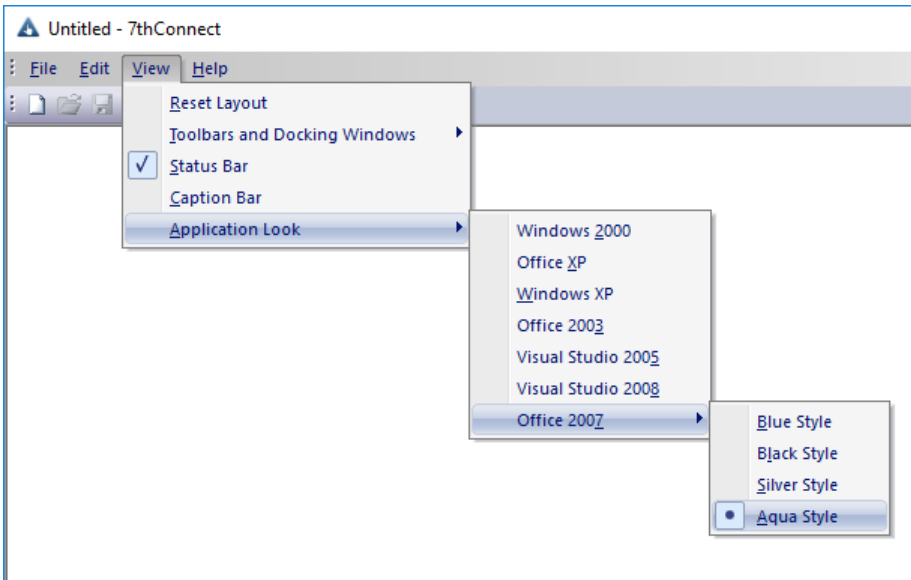 Untitled - 7thConnect
File Edit View Help
Reset Layout
Toolbars and Docking Windows
Status Bar
Caption Bar
Application Look
Windows 2000
Office XP
Windows XP
Office 2003
Visual Studio 2005
Visual Studio 2008
Office 2007
Blue Style
Black Style
Silver Style
Aqua Style